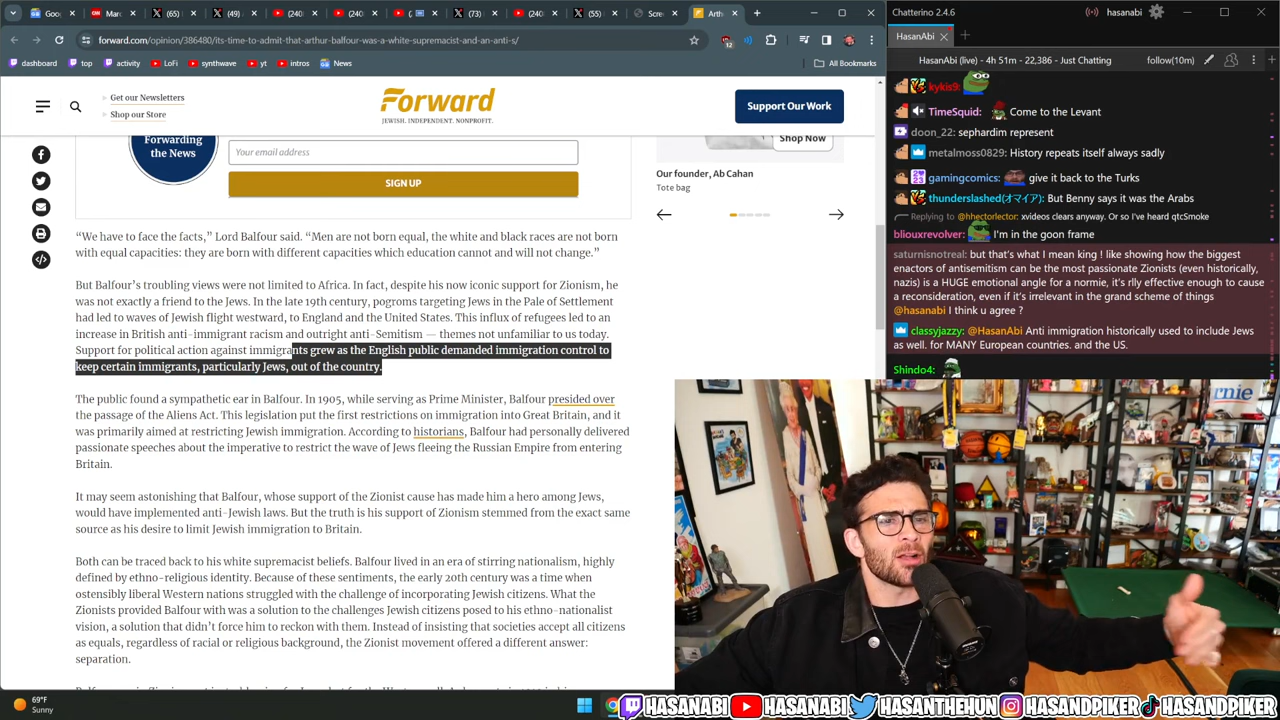 (65)
(240
(49)
(240
(240
(73)
(240
(55)
Scre
Arth
forward.com/opinion/386480/its-time-to-admit-that-arthur-balfour-was-a-white-supremacist-and-an-anti-s/
12
dashboard
top
activity
LoFi
synthwave
yt
intros
News
All Bookmarks
Get our Newsletters
Shop our Store
Forward
JEWISH. INDEPENDENT. NONPROFIT.
Support Our Work
Forwarding
the News
Your email address
SIGN UP
Shop Now
Our founder, Ab Cahan
Tote bag
“We have to face the facts,” Lord Balfour said. “Men are not born equal, the white and black races are not born
with equal capacities: they are born with different capacities which education cannot and will not change.”
But Balfour’s troubling views were not limited to Africa. In fact, despite his now iconic support for Zionism, he
was not exactly a friend to the Jews. In the late 19th century, pogroms targeting Jews in the Pale of Settlement
had led to waves of Jewish flight westward, to England and the United States. This influx of refugees led to an
increase in British anti-immigrant racism and outright anti-Semitism — themes not unfamiliar to us today.
Support for political action against immigrants grew as the English public demanded immigration control to
keep certain immigrants, particularly Jews, out of the country.
The public found a sympathetic ear in Balfour. In 1905, while serving as Prime Minister, Balfour presided over
the passage of the Aliens Act. This legislation put the first restrictions on immigration into Great Britain, and it
was primarily aimed at restricting Jewish immigration. According to historians, Balfour had personally delivered
passionate speeches about the imperative to restrict the wave of Jews fleeing the Russian Empire from entering
Britain.
It may seem astonishing that Balfour, whose support of the Zionist cause has made him a hero among Jews,
would have implemented anti-Jewish laws. But the truth is his support of Zionism stemmed from the exact same
source as his desire to limit Jewish immigration to Britain.
Both can be traced back to his white supremacist beliefs. Balfour lived in an era of stirring nationalism, highly
defined by ethno-religious identity. Because of these sentiments, the early 20th century was a time when
ostensibly liberal Western nations struggled with the challenge of incorporating Jewish citizens. What the
Zionists provided Balfour with was a solution to the challenges Jewish citizens posed to his ethno-nationalist
vision, a solution that didn’t force him to reckon with them. Instead of insisting that societies accept all citizens
as equals, regardless of racial or religious background, the Zionist movement offered a different answer:
separation.
Chatterino 2.4.6
hasanabi
HasanAbi
HasanAbi (live) - 4h 51m - 22,386 - Just Chatting
follow(10m)
kykis9:
TimeSquid: Come to the Levant
doon_22: sephardim represent
metalmoss0829: History repeats itself always sadly
gamingcomics: give it back to the Turks
thunderslashed(オマイア): But Benny says it was the Arabs
Replying to @hhectorlector: xvideos clears anyway. Or so I've heard qtcSmoke
bliouxrevolver: I'm in the goon frame
saturnisnotreal: but that's what I mean king ! like showing how the biggest
enactors of antisemitism can be the most passionate Zionists (even historically,
nazis) is a HUGE emotional angle for a normie, it's rlly effective enough to cause
a reconsideration, even if it's irrelevant in the grand scheme of things
@hasanabi I think u agree ?
classyjazzy: @HasanAbi Anti immigration historically used to include Jews
as well. for MANY European countries. and the US.
Shindo4:
ernie
69°F
Sunny
HASANABI
HASANABI
HASANTHEHUN
HASANDPIKER
HASANDPIKER